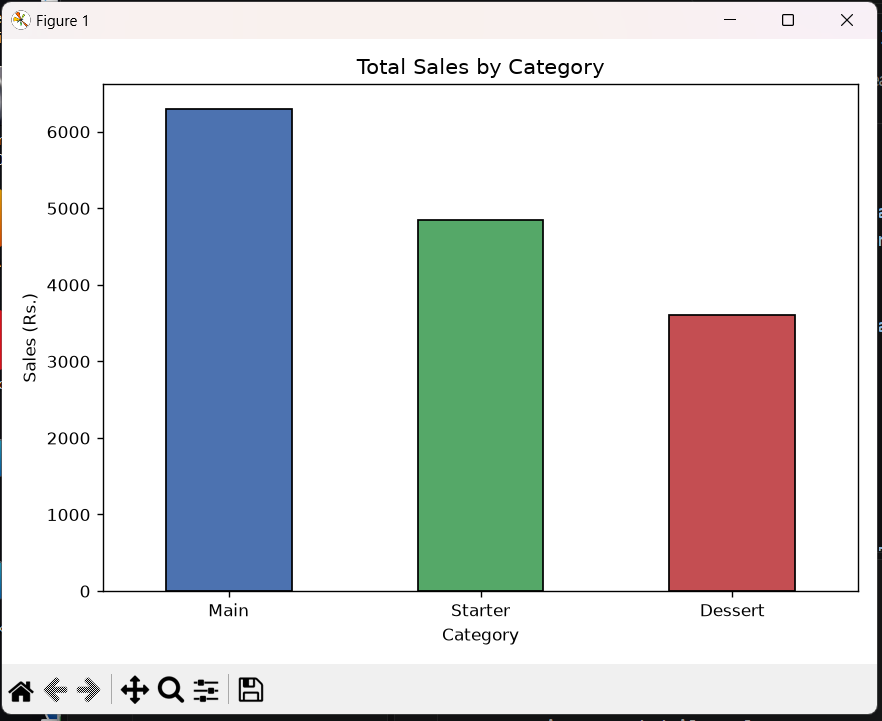 Figure 1
Total Sales by Category
6000
5000
4000
3000
2000
1000
0
Sales (Rs.)
Main Starter Dessert
Category